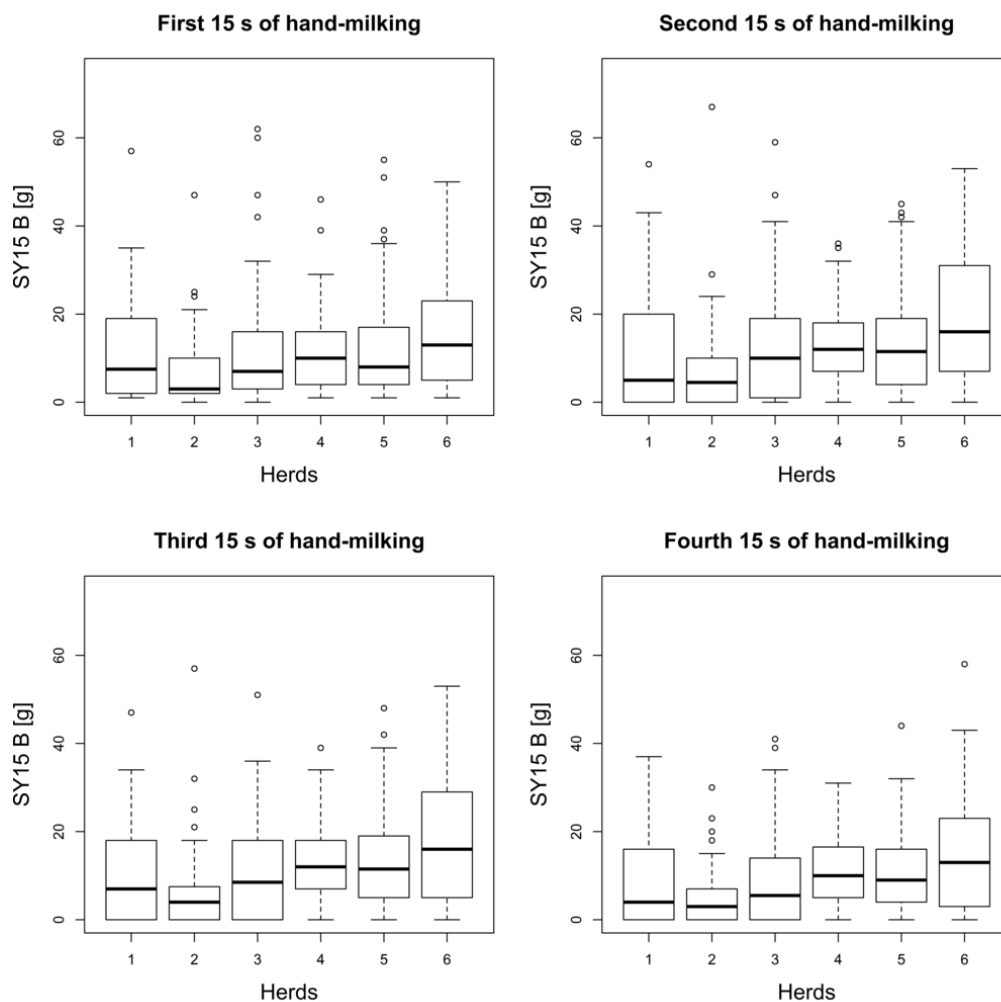 First 15 s of hand-milking
SY15 B [g]
60
40
20
0
1 2 3 4 5 6
Herds
Second 15 s of hand-milking
SY15 B [g]
60
40
20
0
1 2 3 4 5 6
Herds
Third 15 s of hand-milking
SY15 B [g]
60
40
20
0
1 2 3 4 5 6
Herds
Fourth 15 s of hand-milking
SY15 B [g]
60
40
20
0
1 2 3 4 5 6
Herds